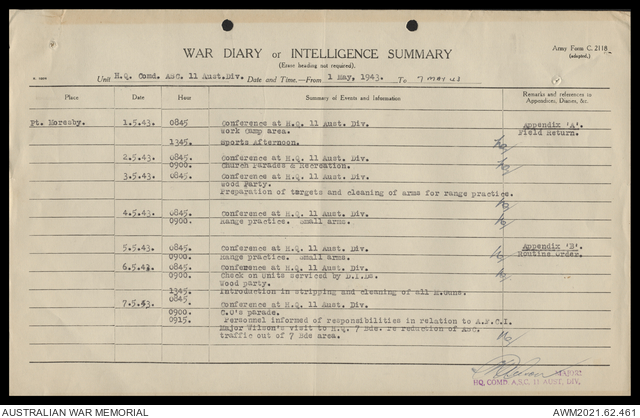 Army Form C. 2118
(adapted.)
WAR DIARY or INTELLIGENCE SUMMARY
(Erase heading not required).
Unit H.Q. Comd. ASC. 11 Aust.Div. Date and Time.—From 1 May, 1943. To 7 MAY 43
Place Date Hour Summary of Events and Information Remarks and references to Appendices, Diaries, &c.
Pt. Moresby. 1.5.43. 0845 Conference at H.Q. 11 Aust. Div. Appendix 'A'.
Work Camp area. Field Return.
1345. Sports Afternoon.
2.5.43. 0845. Conference at H.Q. 11 Aust. Div.
0900. Church Parades & Recreation.
3.5.43. 0845. Conference at H.Q. 11 Aust. Div.
Wood Party.
Preparation of targets and cleaning of arms for range practice.
4.5.43. 0845. Conference at H.Q. 11 Aust. Div.
0900. Range practice. Small arms.
5.5.43. 0845. Conference at H.Q. 11 Aust. Div. Appendix 'B'.
0900. Range practice. Small arms. Routine Order.
6.5.43. 0845. Conference at H.Q. 11 Aust. Div.
0900. Check on Units serviced by D.I.Ds.
Wood party.
1345. Introduction in stripping and cleaning of all M.Guns.
7.5.43. 0845. Conference at H.Q. 11 Aust. Div.
0900. C.O's parade.
0915. Personnel informed of responsibilities in relation to A.F.C.I.
Major Wilson's visit to H.Q. 7 Bde. re reduction of ASC.
traffic out of 7 Bde area.
MAJOR:
HQ. COMD A.S.C. 11 AUST. DIV,
AUSTRALIAN WAR MEMORIAL
AWM2021.62.461